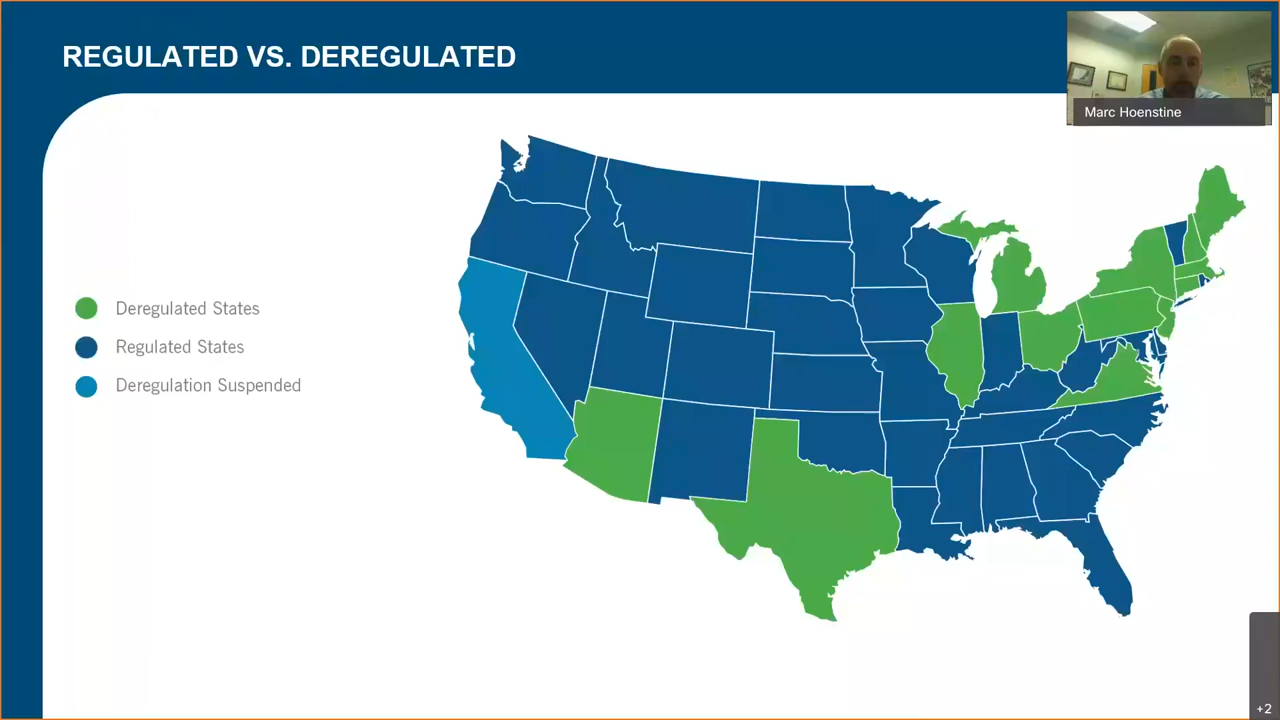 REGULATED VS. DEREGULATED
Marc Hoenstine
Deregulated States
Regulated States
Deregulation Suspended
+2